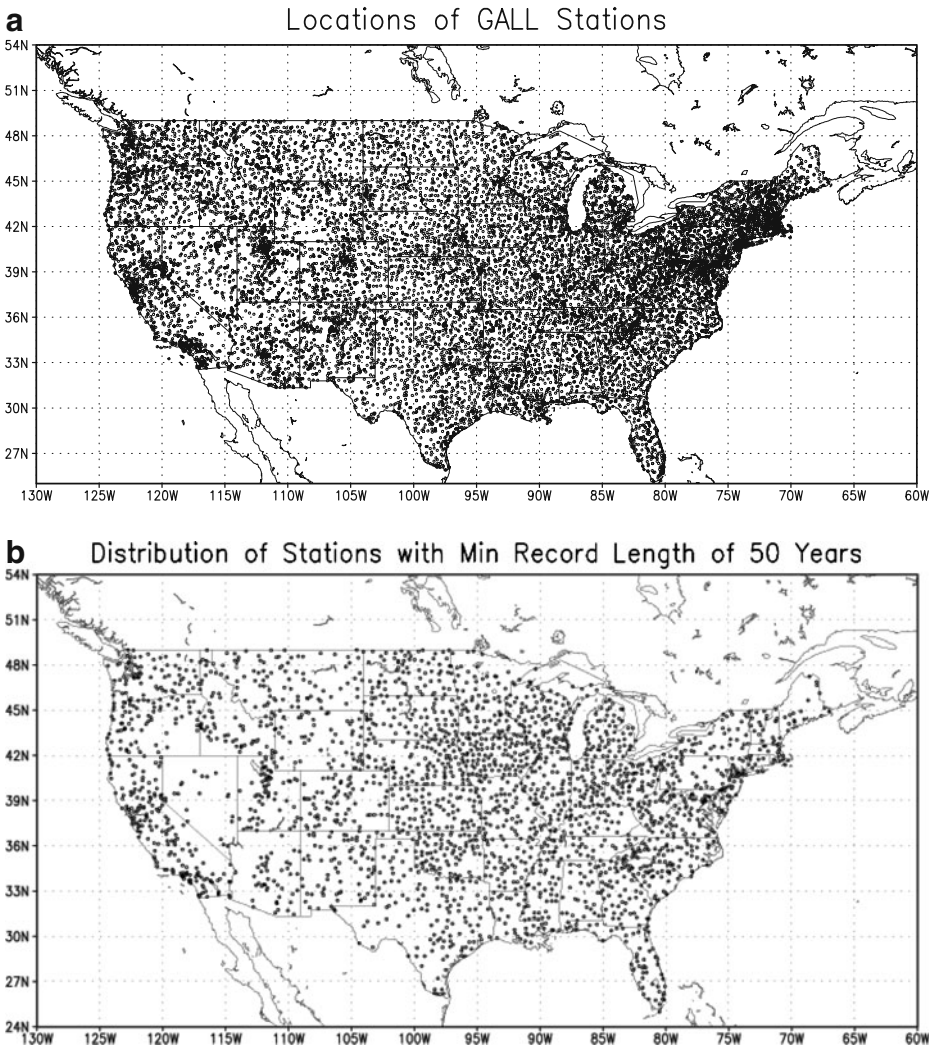 a
Locations of GALL Stations
54N
51N
48N
45N
42N
39N
36N
33N
30N
27N
130W 125W 120W 115W 110W 105W 100W 95W 90W 85W 80W 75W 70W 65W 60W
b
Distribution of Stations with Min Record Length of 50 Years
54N
51N
48N
45N
42N
39N
36N
33N
30N
27N
24N
130W 125W 120W 115W 110W 105W 100W 95W 90W 85W 80W 75W 70W 65W 60W